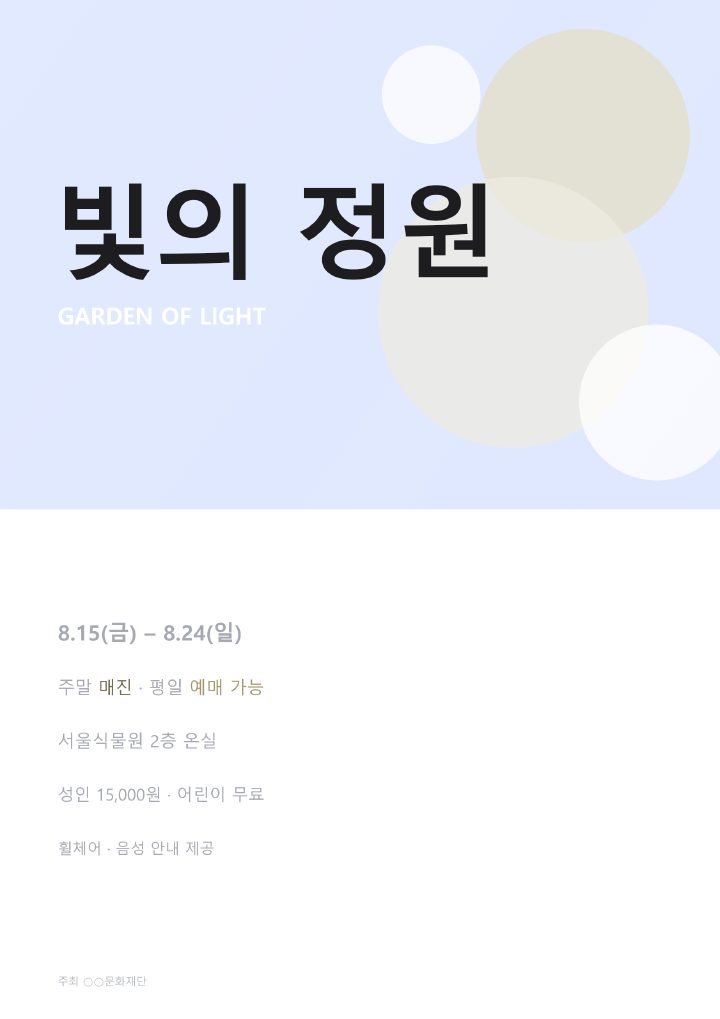 빛의 정원
GARDEN OF LIGHT
8.15(금) – 8.24(일)
주말 매진 · 평일 예매 가능
서울식물원 2층 온실
성인 15,000원 · 어린이 무료
휠체어 · 음성 안내 제공
주최 ○○문화재단